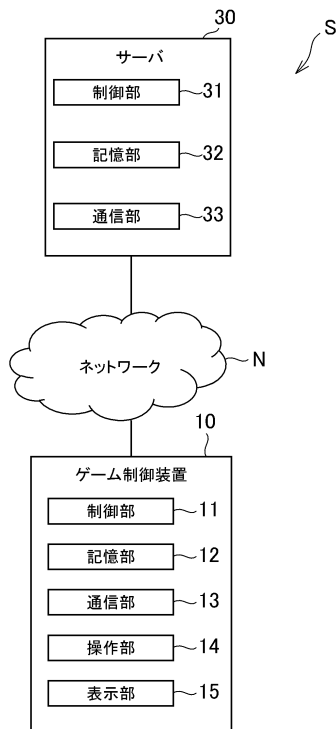 30
S
サーバ
制御部 31
記憶部 32
通信部 33
ネットワーク N
10
ゲーム制御装置
制御部 11
記憶部 12
通信部 13
操作部 14
表示部 15